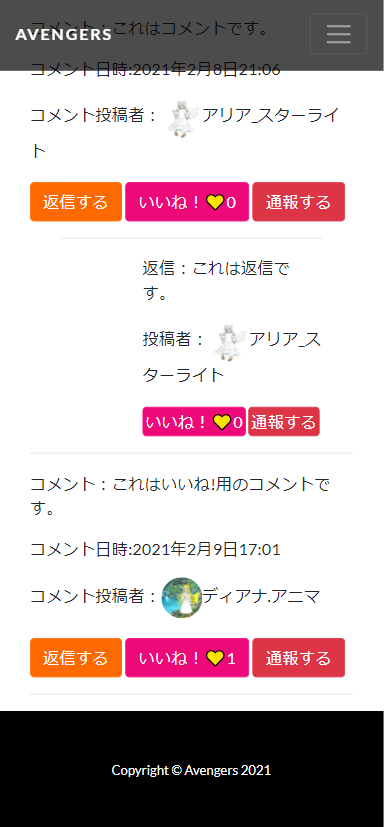 コメント：これはコメントです。
AVENGERS
コメント日時:2021年2月8日21:06
コメント投稿者：アリア_スターライ
ト
返信する いいね！💛0 通報する
返信：これは返信で
す。
投稿者：アリア_ス
ターライト
いいね！💛0 通報する
コメント：これはいいね!用のコメントで
す。
コメント日時:2021年2月9日17:01
コメント投稿者：ディアナ.アニマ
返信する いいね！💛1 通報する
Copyright © Avengers 2021